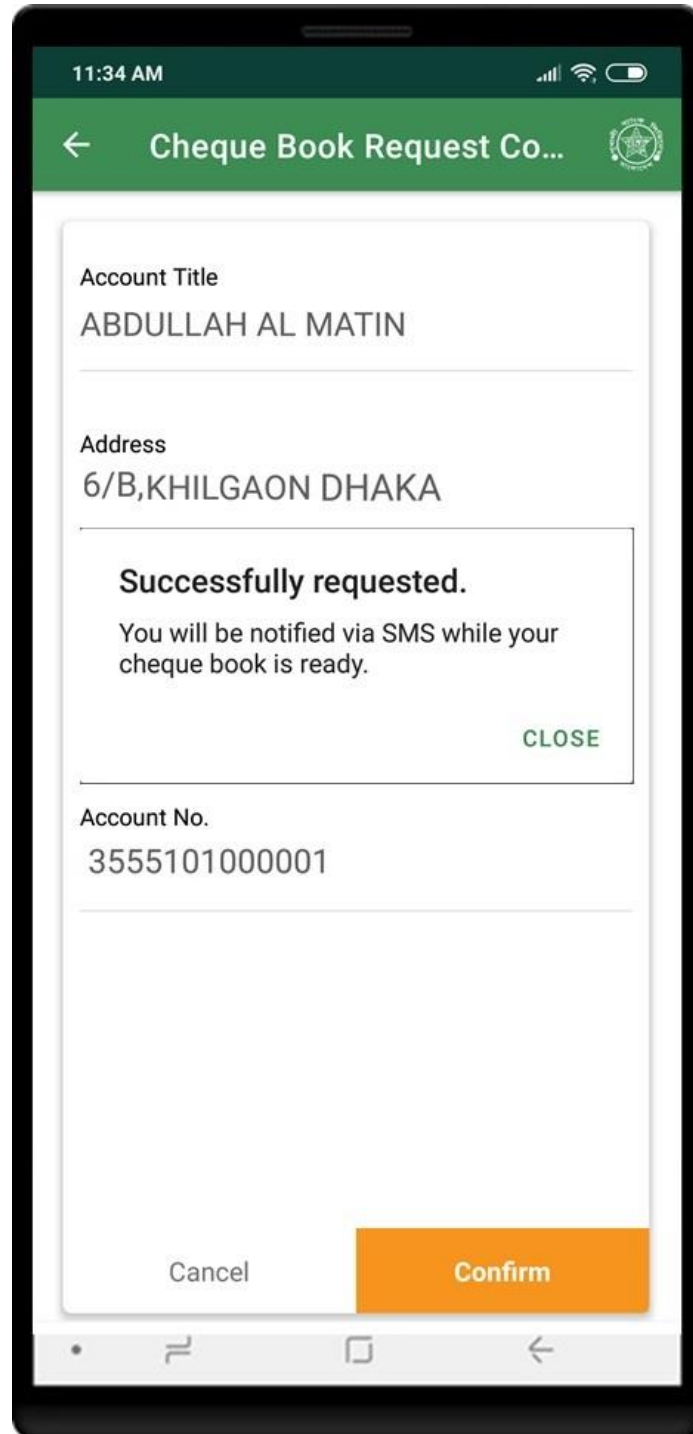 11:34 AM
Cheque Book Request Co...
Account Title
ABDULLAH AL MATIN
Address
6/B,KHILGAON DHAKA
Successfully requested.
You will be notified via SMS while your
cheque book is ready.
CLOSE
Account No.
3555101000001
Cancel
Confirm